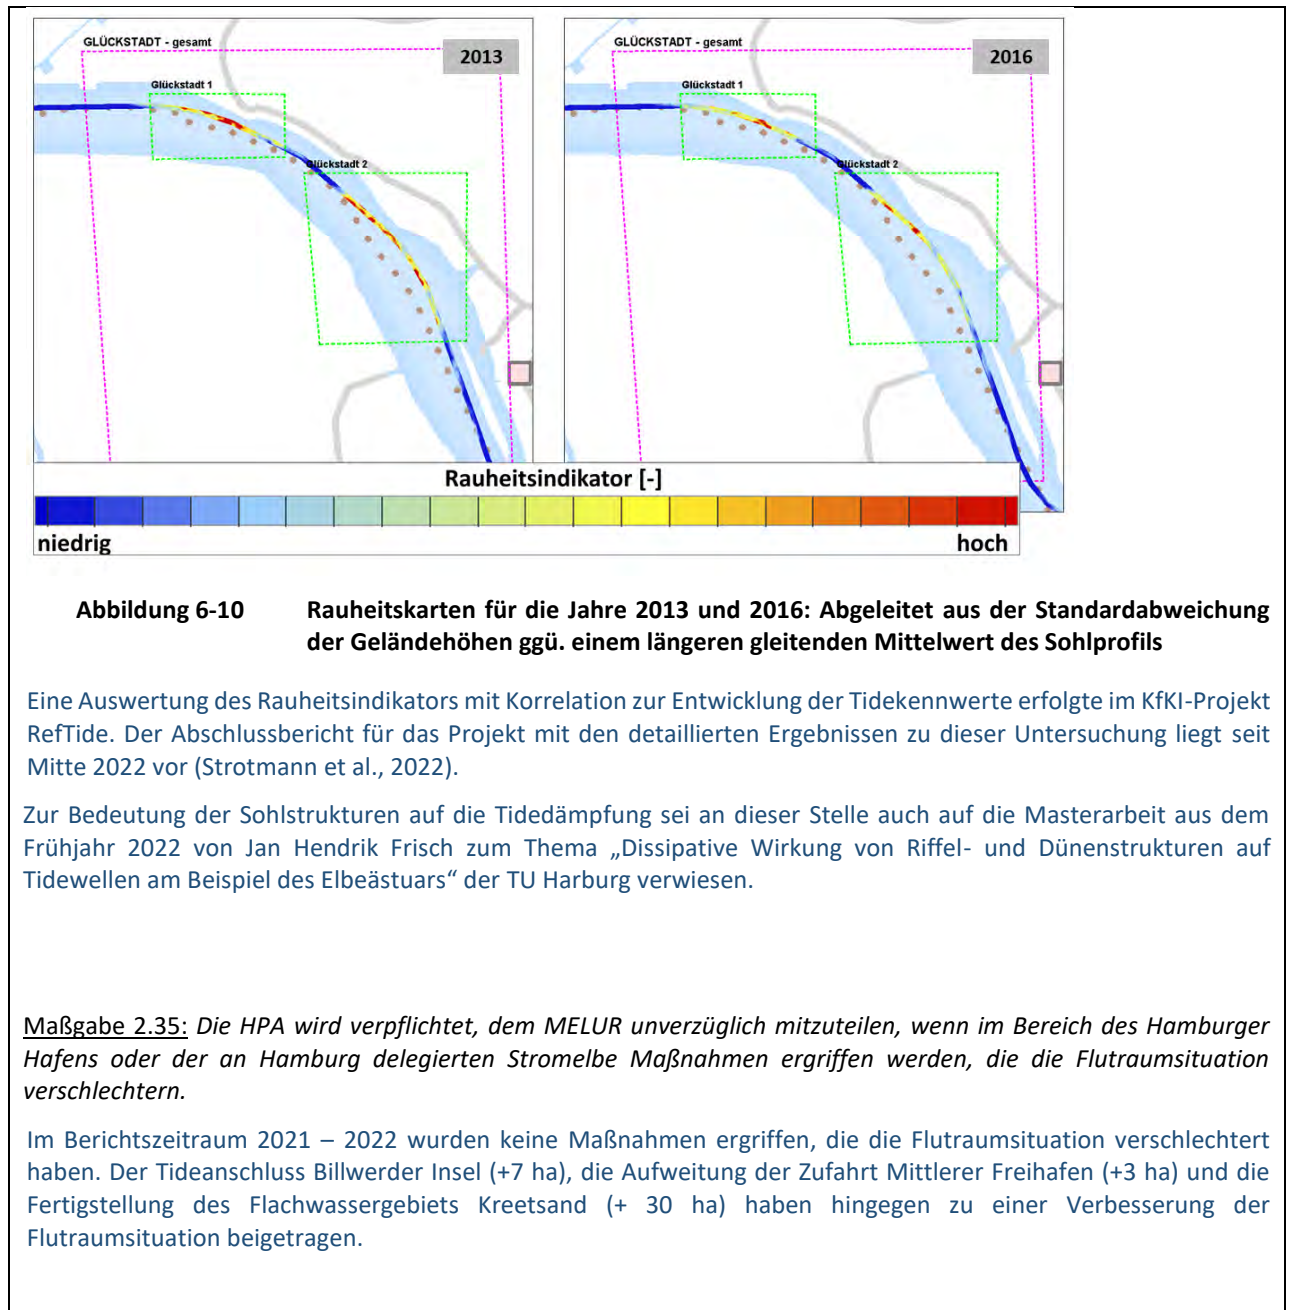 GLÜCKSTADT - gesamt
2013
Glückstadt 1
Glückstadt 2
GLÜCKSTADT - gesamt
2016
Glückstadt 1
Glückstadt 2
Rauheitsindikator [-]
niedrig
hoch
Abbildung 6-10 Rauheitskarten für die Jahre 2013 und 2016: Abgeleitet aus der Standardabweichung
der Geländehöhen ggü. einem längeren gleitenden Mittelwert des Sohlprofils
Eine Auswertung des Rauheitsindikators mit Korrelation zur Entwicklung der Tidekennwerte erfolgte im KfKI-Projekt
RefTide. Der Abschlussbericht für das Projekt mit den detaillierten Ergebnissen zu dieser Untersuchung liegt seit
Mitte 2022 vor (Strotmann et al., 2022).
Zur Bedeutung der Sohlstrukturen auf die Tidedämpfung sei an dieser Stelle auch auf die Masterarbeit aus dem
Frühjahr 2022 von Jan Hendrik Frisch zum Thema „Dissipative Wirkung von Riffel- und Dünenstrukturen auf
Tidewellen am Beispiel des Elbeästuars“ der TU Harburg verwiesen.
Maßgabe 2.35: Die HPA wird verpflichtet, dem MELUR unverzüglich mitzuteilen, wenn im Bereich des Hamburger
Hafens oder der an Hamburg delegierten Stromelbe Maßnahmen ergriffen werden, die die Flutraumsituation
verschlechtern.
Im Berichtszeitraum 2021 – 2022 wurden keine Maßnahmen ergriffen, die die Flutraumsituation verschlechtert
haben. Der Tideanschluss Billwerder Insel (+7 ha), die Aufweitung der Zufahrt Mittlerer Freihafen (+3 ha) und die
Fertigstellung des Flachwassergebiets Kreetsand (+ 30 ha) haben hingegen zu einer Verbesserung der
Flutraumsituation beigetragen.